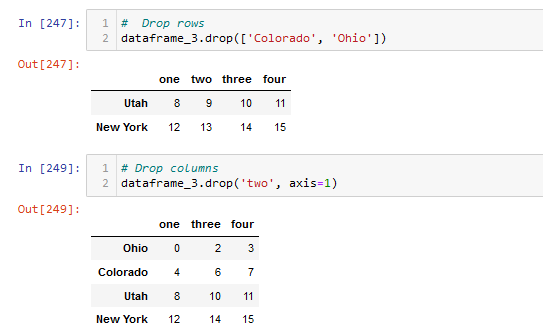 In [247]: 1 # Drop rows
2 dataframe_3.drop(['Colorado', 'Ohio'])
Out[247]:
one two three four
Utah 8 9 10 11
New York 12 13 14 15
In [249]: 1 # Drop columns
2 dataframe_3.drop('two', axis=1)
Out[249]:
one three four
Ohio 0 2 3
Colorado 4 6 7
Utah 8 10 11
New York 12 14 15